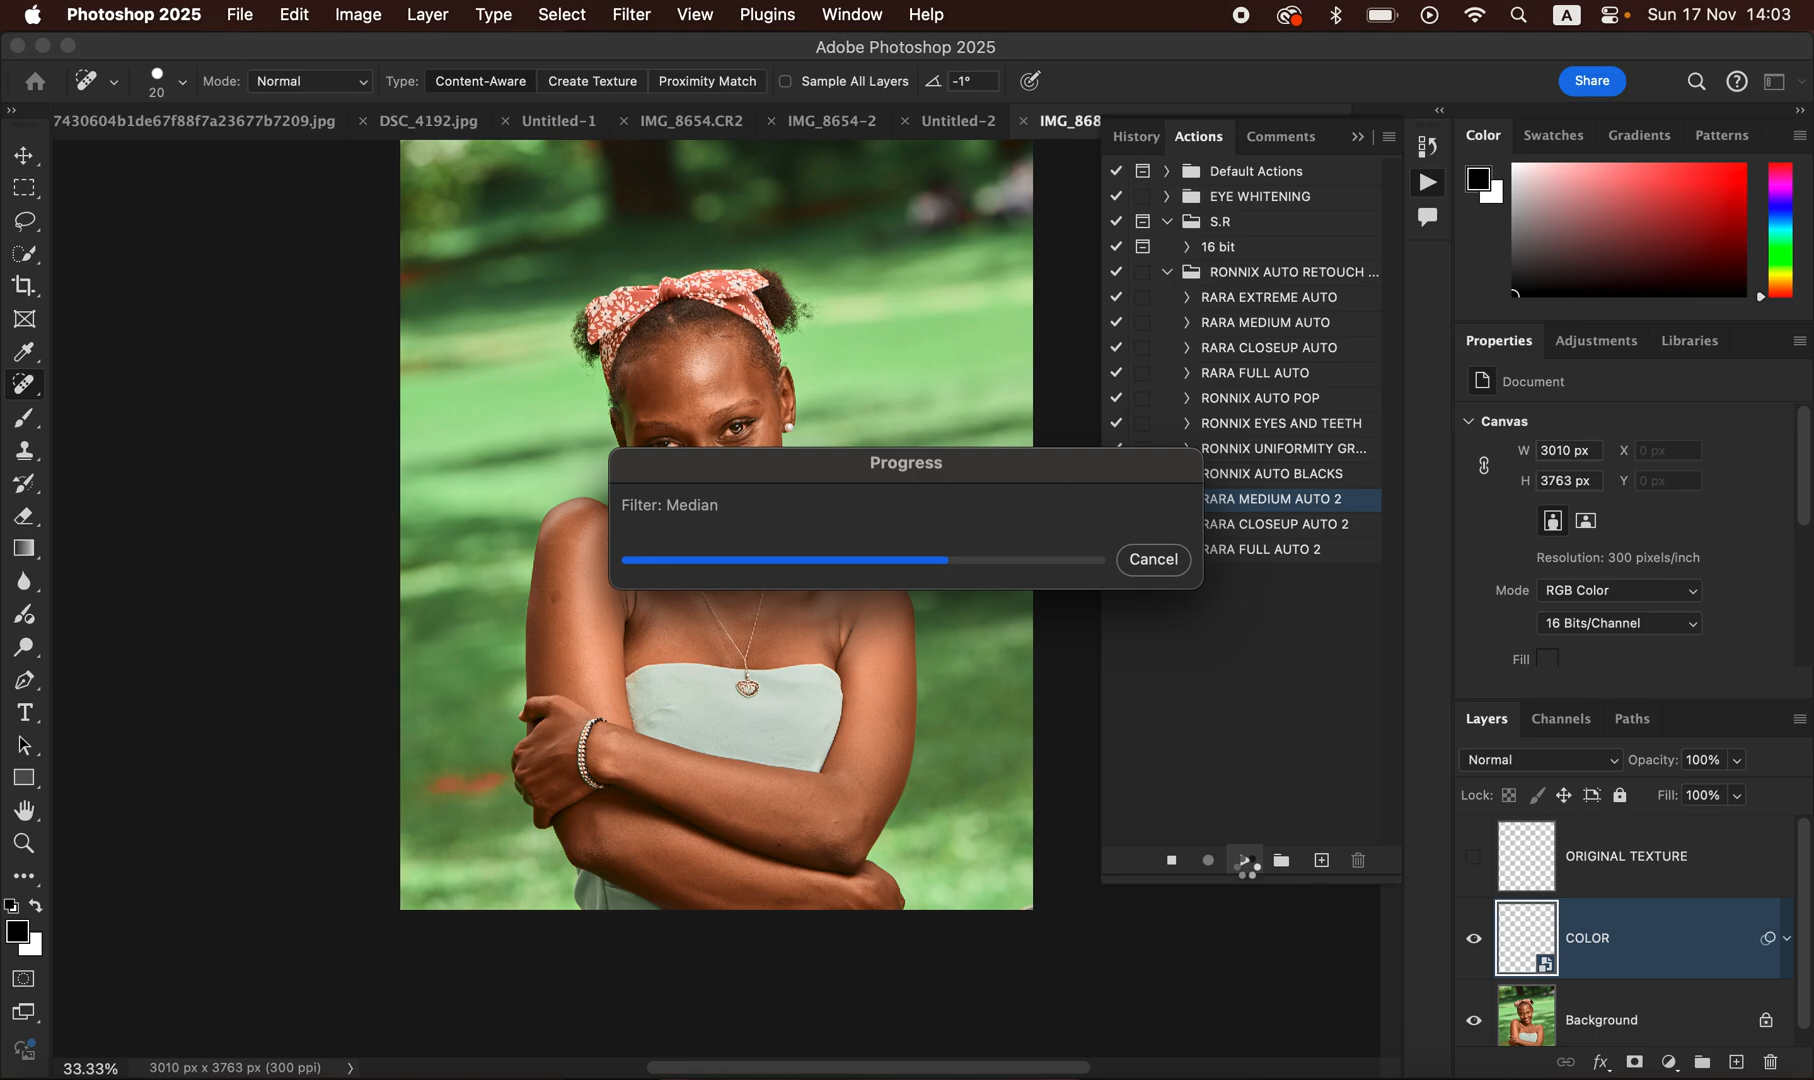 Photoshop 2025 File Edit Image Layer Type Select Filter View Plugins Window Help A Sun 17 Nov 14:03
Adobe Photoshop 2025
20 Mode: Normal Type: Content-Aware Create Texture Proximity Match Sample All Layers -1° Share
7430604b1de67f88f7a23677b7209.jpg DSC_4192.jpg Untitled-1 IMG_8654.CR2 IMG_8654-2 Untitled-2 IMG_868
History Actions Comments
Default Actions
EYE WHITENING
S.R
16 bit
RONNIX AUTO RETOUCH ...
RARA EXTREME AUTO
RARA MEDIUM AUTO
RARA CLOSEUP AUTO
RARA FULL AUTO
RONNIX AUTO POP
RONNIX EYES AND TEETH
RONNIX UNIFORMITY GR...
RONNIX AUTO BLACKS
RARA MEDIUM AUTO 2
RARA CLOSEUP AUTO 2
RARA FULL AUTO 2
Progress
Filter: Median
Cancel
Color Swatches Gradients Patterns
Properties Adjustments Libraries
Document
Canvas
W 3010 px X 0 px
H 3763 px Y 0 px
Resolution: 300 pixels/inch
Mode RGB Color
16 Bits/Channel
Fill
Layers Channels Paths
Normal Opacity: 100%
Lock: Fill: 100%
ORIGINAL TEXTURE
COLOR
Background
fx
33.33% 3010 px x 3763 px (300 ppi)